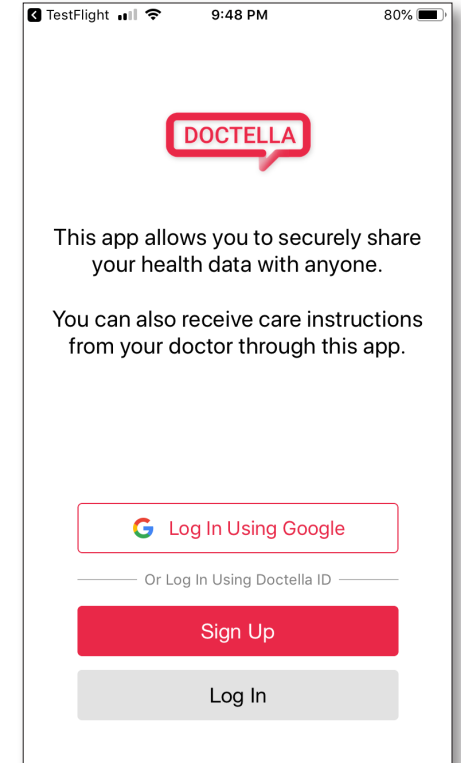 TestFlight 9:48 PM 80%
DOCTELLA
This app allows you to securely share
your health data with anyone.
You can also receive care instructions
from your doctor through this app.
Log In Using Google
Or Log In Using Doctella ID
Sign Up
Log In